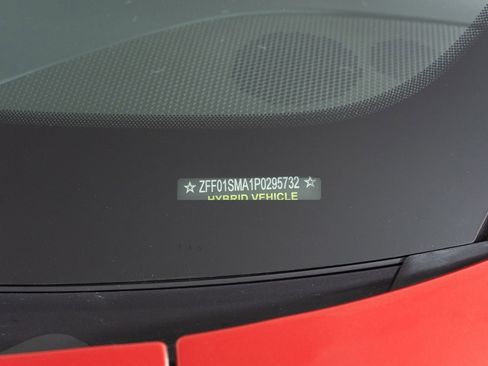 ☆ ZFF01SMA1P0295732 ☆
HYBRID VEHICLE